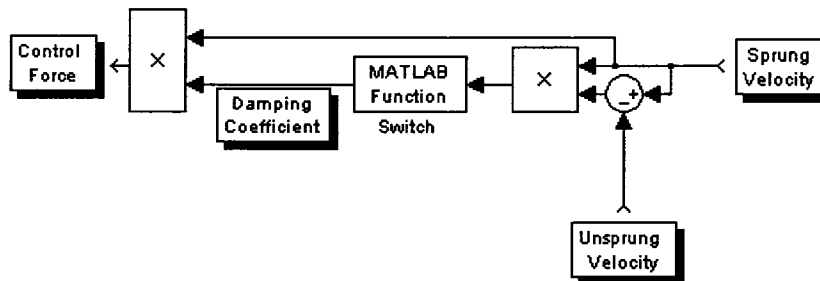 Control
Force
×
Damping
Coefficient
MATLAB
Function
Switch
×
- +
Sprung
Velocity
Unsprung
Velocity